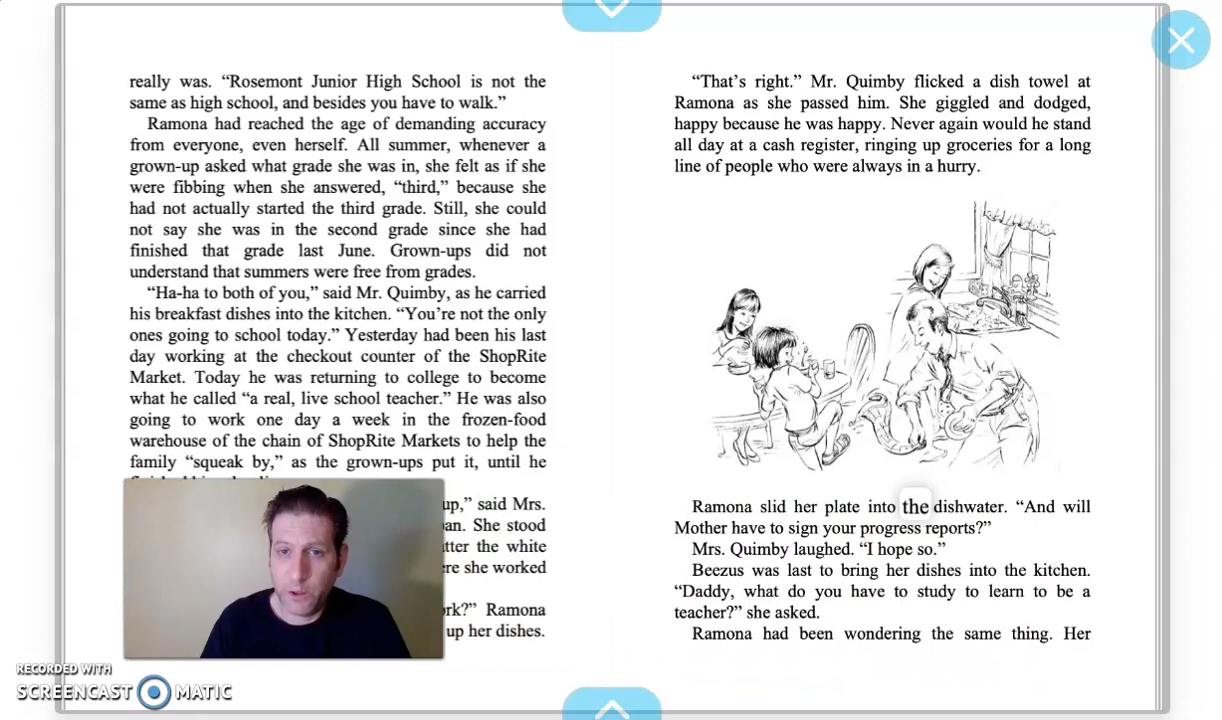 really was. “Rosemont Junior High School is not the
same as high school, and besides you have to walk.”
Ramona had reached the age of demanding accuracy
from everyone, even herself. All summer, whenever a
grown-up asked what grade she was in, she felt as if she
were fibbing when she answered, “third,” because she
had not actually started the third grade. Still, she could
not say she was in the second grade since she had
finished that grade last June. Grown-ups did not
understand that summers were free from grades.
“Ha-ha to both of you,” said Mr. Quimby, as he carried
his breakfast dishes into the kitchen. “You’re not the only
ones going to school today.” Yesterday had been his last
day working at the checkout counter of the ShopRite
Market. Today he was returning to college to become
what he called “a real, live school teacher.” He was also
going to work one day a week in the frozen-food
warehouse of the chain of ShopRite Markets to help the
family “squeak by,” as the grown-ups put it, until he
up,” said Mrs.
She stood
the white
she worked
Ramona
up her dishes.
“That’s right.” Mr. Quimby flicked a dish towel at
Ramona as she passed him. She giggled and dodged,
happy because he was happy. Never again would he stand
all day at a cash register, ringing up groceries for a long
line of people who were always in a hurry.
Ramona slid her plate into the dishwater. “And will
Mother have to sign your progress reports?”
Mrs. Quimby laughed. “I hope so.”
Beezus was last to bring her dishes into the kitchen.
“Daddy, what do you have to study to learn to be a
teacher?” she asked.
Ramona had been wondering the same thing. Her
RECORDED WITH
SCREENCAST MATIC